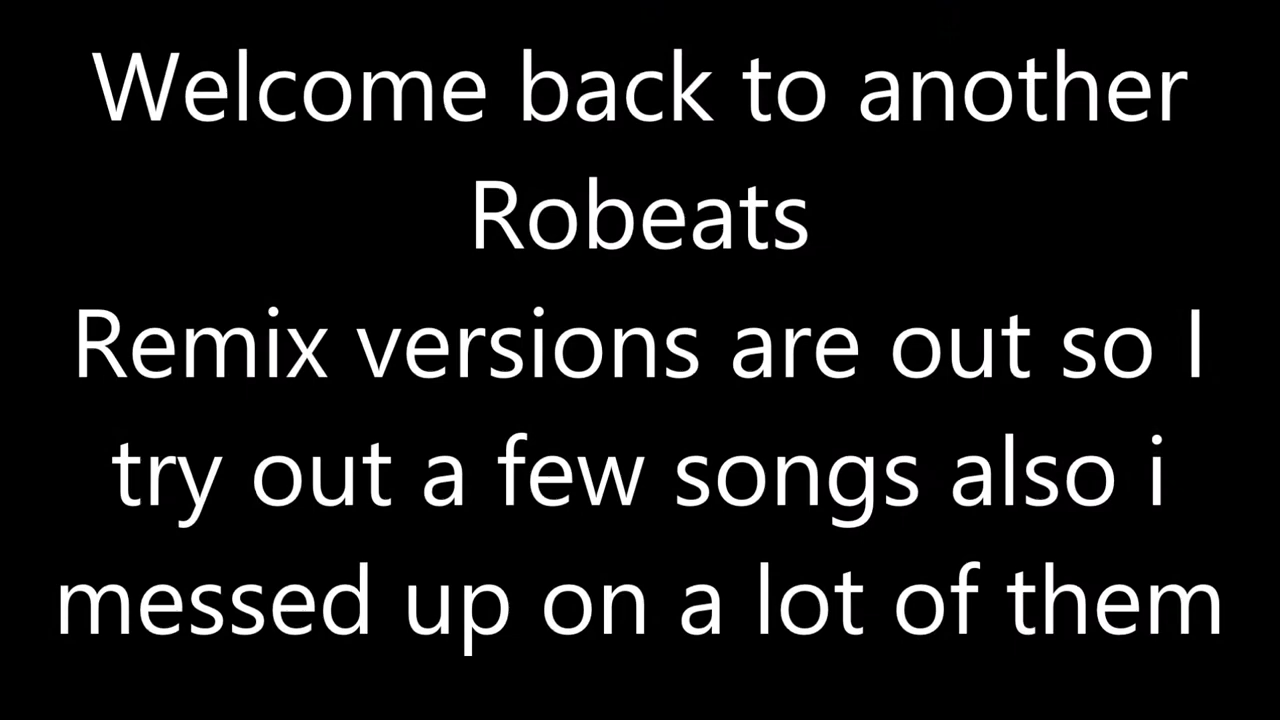 Welcome back to another
Robeats
Remix versions are out so I
try out a few songs also i
messed up on a lot of them